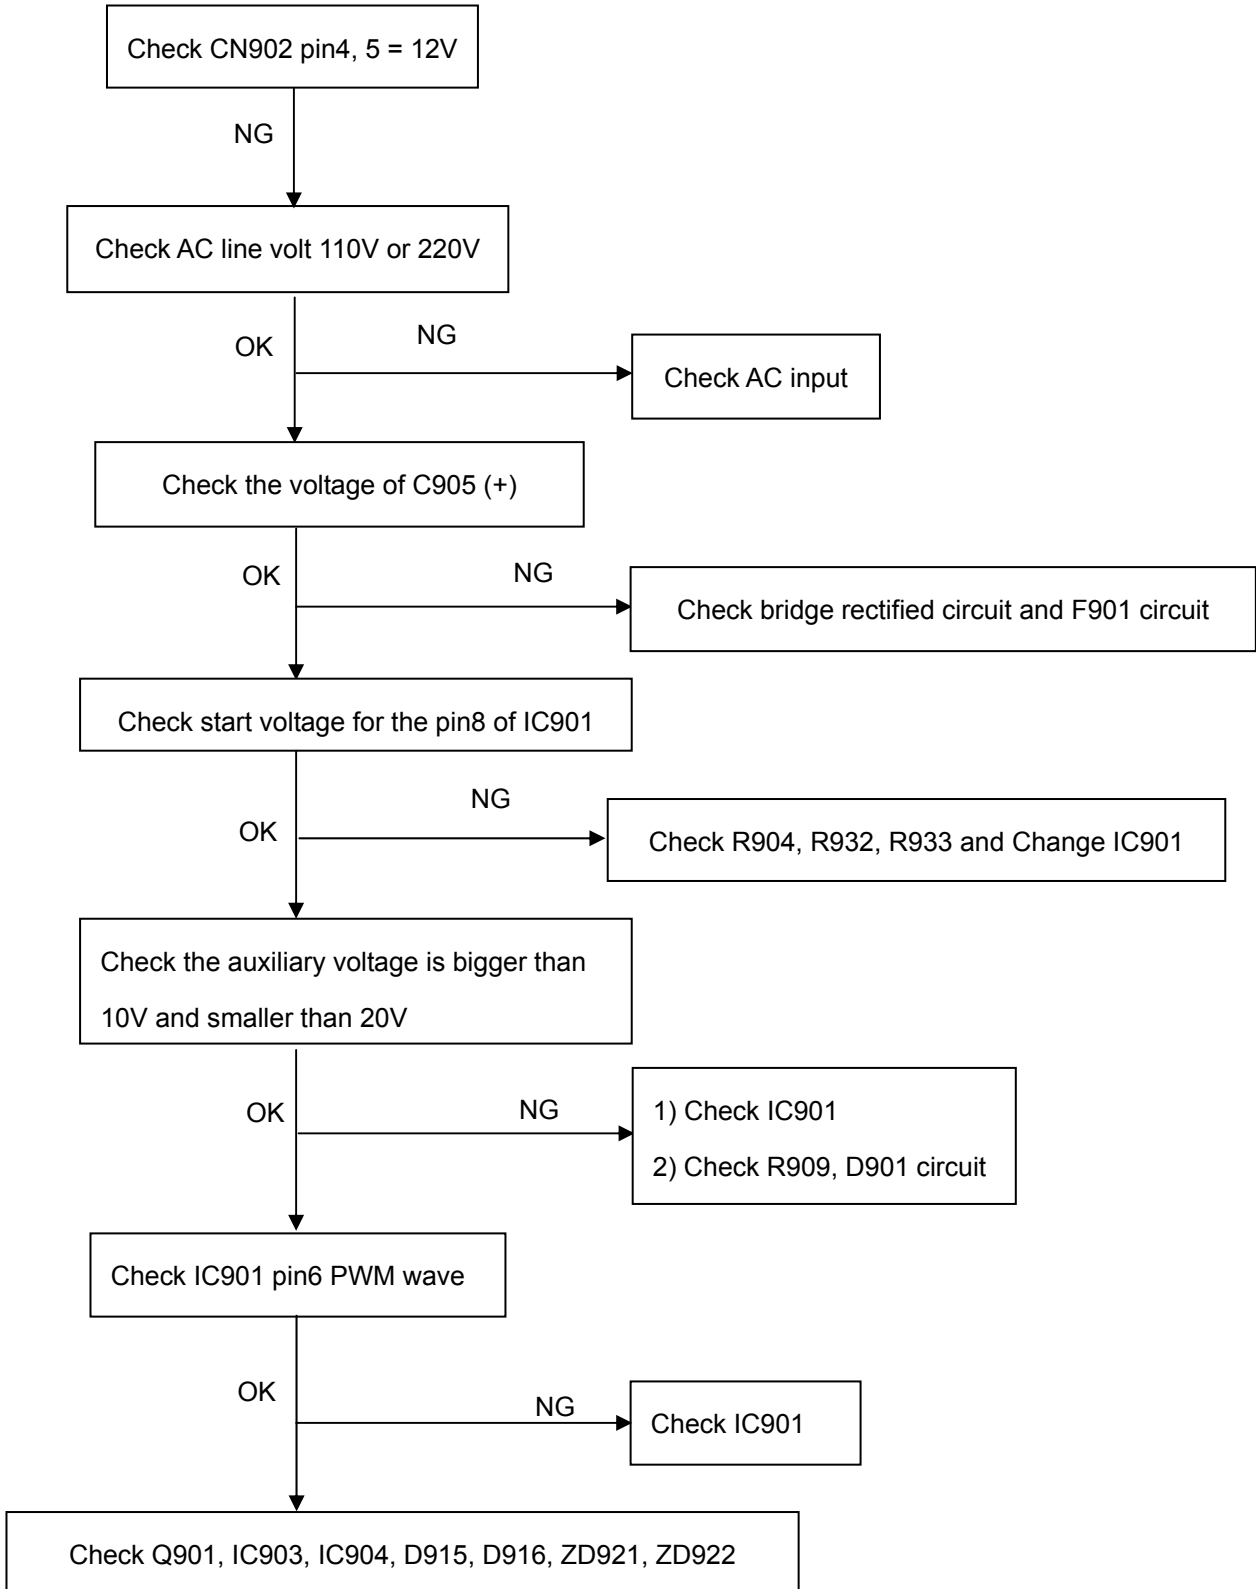 Check CN902 pin4, 5 = 12V
NG
Check AC line volt 110V or 220V
OK
NG
Check AC input
Check the voltage of C905 (+)
OK
NG
Check bridge rectified circuit and F901 circuit
Check start voltage for the pin8 of IC901
OK
NG
Check R904, R932, R933 and Change IC901
Check the auxiliary voltage is bigger than
10V and smaller than 20V
OK
NG
1) Check IC901
2) Check R909, D901 circuit
Check IC901 pin6 PWM wave
OK
NG
Check IC901
Check Q901, IC903, IC904, D915, D916, ZD921, ZD922